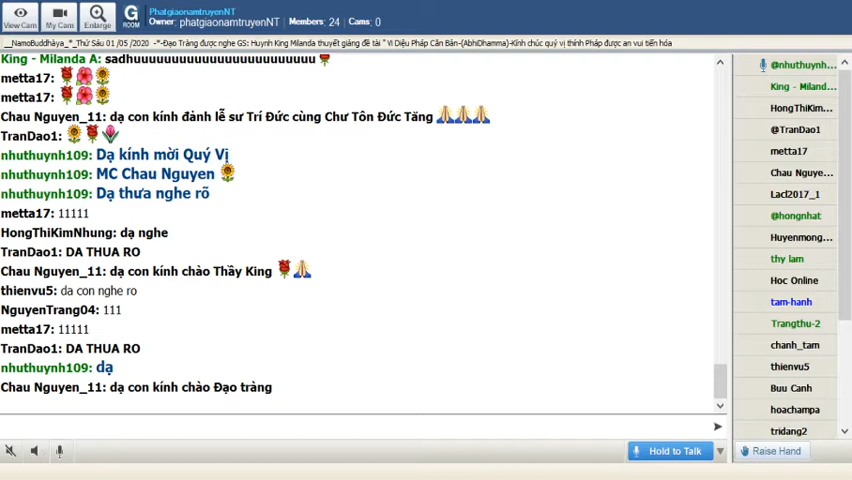 View Cam
My Cam
Enlarge
G
ROOM
PhatgiaonamtruyenNT
Owner: phatgiaonamtruyenNT | Members: 24 | Cams: 0
__NamoBuddhàya_*_Thứ Sáu 01 /05 /2020 -*-Đạo Tràng được nghe GS: Huynh King Milanda thuyết giảng đề tài " Vi Diệu Pháp Căn Bản-(AbhiDhamma)-Kính chúc quý vị thính Pháp được an vui tiến hóa
King - Milanda A: sadhuuuuuuuuuuuuuuuuuuuuuuuu
metta17:
metta17:
Chau Nguyen_11: dạ con kính đảnh lễ sư Trí Đức cùng Chư Tôn Đức Tăng
TranDao1:
nhuthuynh109: Dạ kính mời Quý Vị
nhuthuynh109: MC Chau Nguyen
nhuthuynh109: Dạ thưa nghe rõ
metta17: 11111
HongThiKimNhung: dạ nghe
TranDao1: DA THUA RO
Chau Nguyen_11: dạ con kính chào Thầy King
thienvu5: da con nghe ro
NguyenTrang04: 111
metta17: 11111
TranDao1: DA THUA RO
nhuthuynh109: dạ
Chau Nguyen_11: dạ con kính chào Đạo tràng
Hold to Talk
@nhuthuynh...
King - Miland...
HongThiKim...
@TranDao1
metta17
Chau Nguye...
Lacl2017_1
@hongnhat
Huyenmong...
thy lam
Hoc Online
tam-hanh
Trangthu-2
chanh_tam
thienvu5
Buu Canh
hoachampa
tridang2
Raise Hand